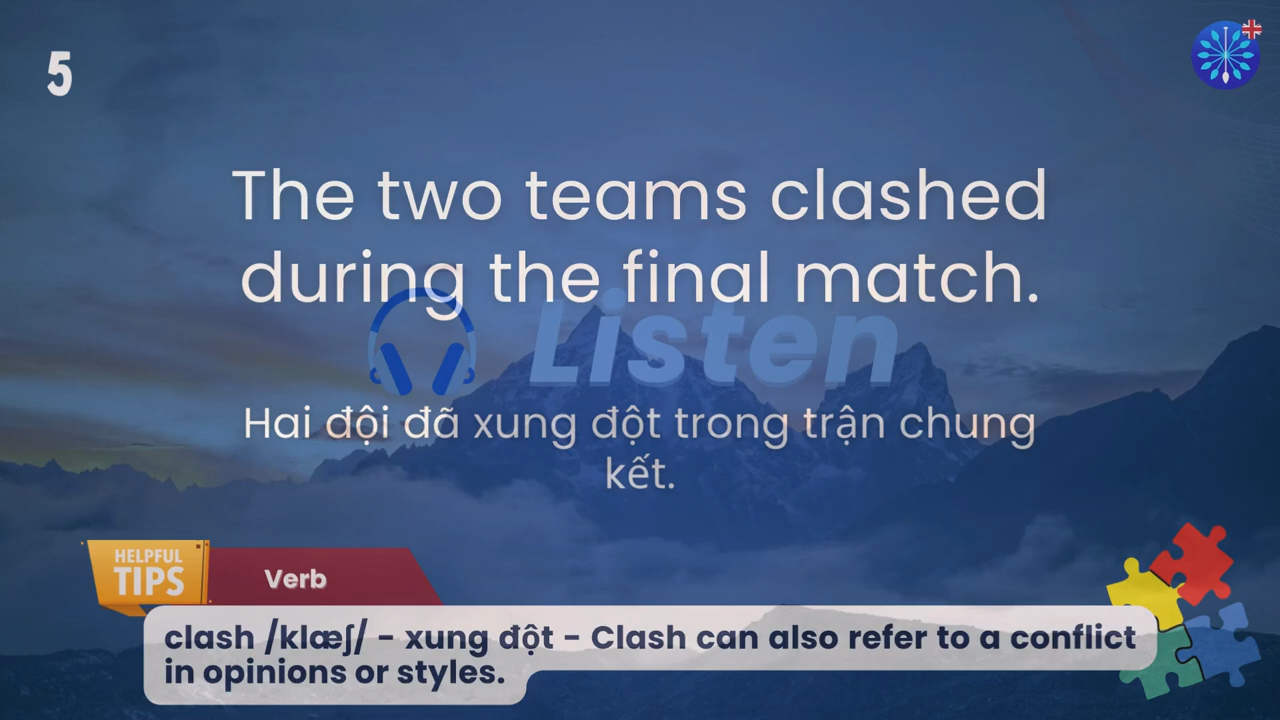 5
The two teams clashed
during the final match.
Listen
Hai đội đã xung đột trong trận chung
kết.
HELPFUL
TIPS
Verb
clash /klæʃ/ - xung đột - Clash can also refer to a conflict
in opinions or styles.